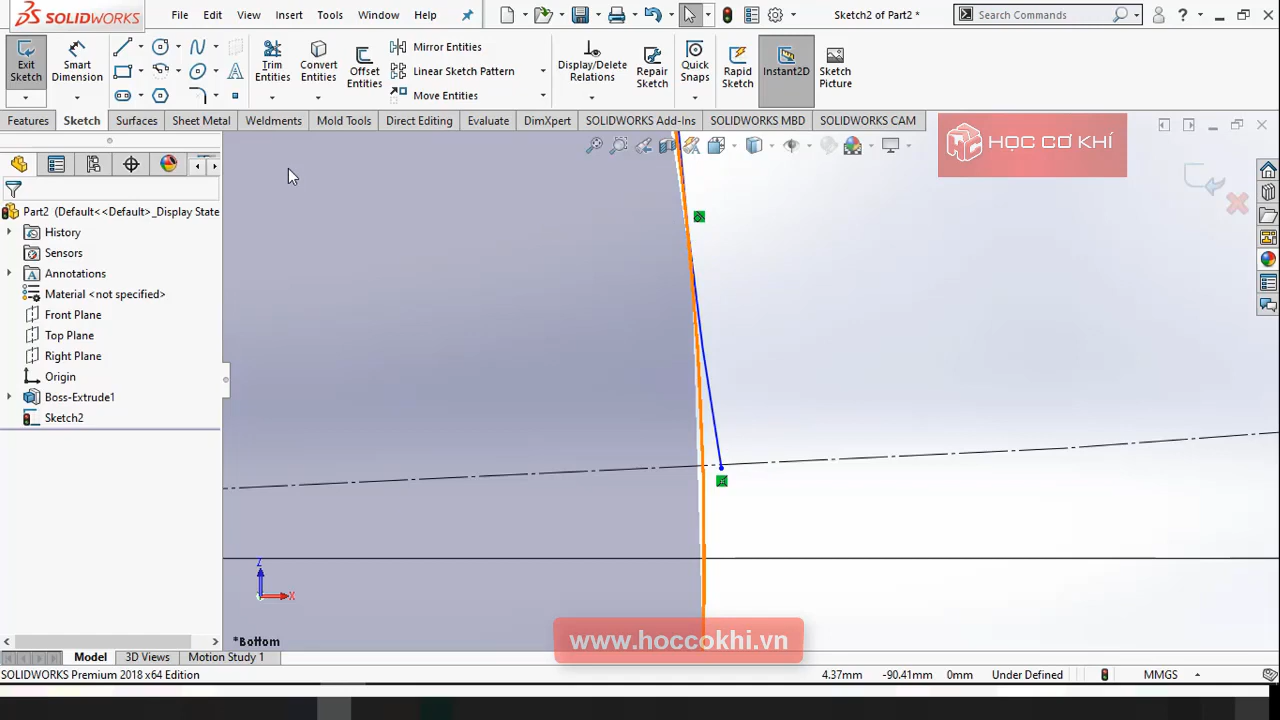 SOLIDWORKS
File
Edit
View
Insert
Tools
Window
Help
Sketch2 of Part2 *
Search Commands
Exit Sketch
Smart Dimension
Trim Entities
Convert Entities
Offset Entities
Mirror Entities
Linear Sketch Pattern
Move Entities
Display/Delete Relations
Repair Sketch
Quick Snaps
Rapid Sketch
Instant2D
Sketch Picture
Features
Sketch
Surfaces
Sheet Metal
Weldments
Mold Tools
Direct Editing
Evaluate
DimXpert
SOLIDWORKS Add-Ins
SOLIDWORKS MBD
SOLIDWORKS CAM
HỌC CƠ KHÍ
Part2 (Default<<Default>_Display State
History
Sensors
Annotations
Material <not specified>
Front Plane
Top Plane
Right Plane
Origin
Boss-Extrude1
Sketch2
Z
X
*Bottom
www.hoccokhi.vn
Model
3D Views
Motion Study 1
SOLIDWORKS Premium 2018 x64 Edition
4.37mm
-90.41mm
0mm
Under Defined
MMGS